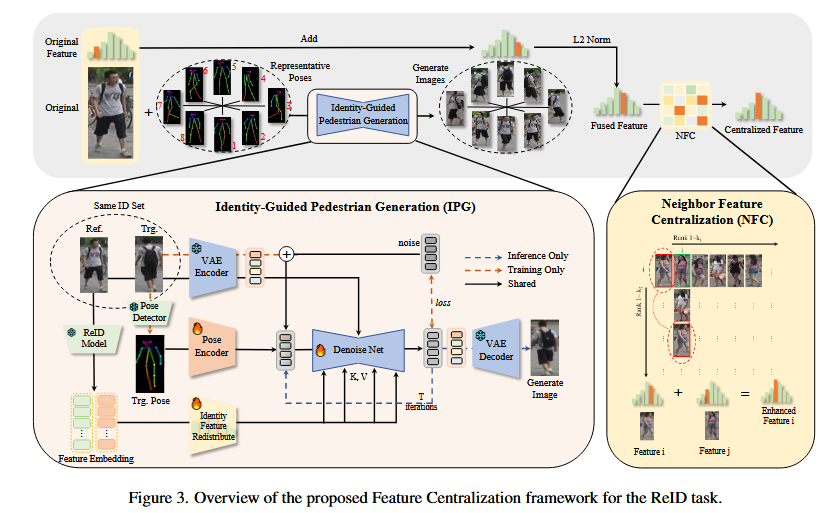 Original
Feature
Add
L2 Norm
Original
Representative
Poses
1
2
3
4
5
6
7
8
Identity-Guided
Pedestrian Generation
Generate
Images
Fused Feature
NFC
Centralized Feature
Identity-Guided Pedestrian Generation (IPG)
Same ID Set
Ref.
Trg.
VAE
Encoder
noise
Inference Only
Training Only
Shared
Pose
Detector
loss
ReID
Model
Pose
Encoder
Denoise Net
VAE
Decoder
K, V
T
iterations
Generate
Image
Trg. Pose
Identity
Feature
Redistribute
Feature Embedding
Neighbor Feature
Centralization (NFC)
Rank 1~k1
Rank 1~ k2
+
=
Feature i
Feature j
Enhanced
Feature i
Figure 3. Overview of the proposed Feature Centralization framework for the ReID task.